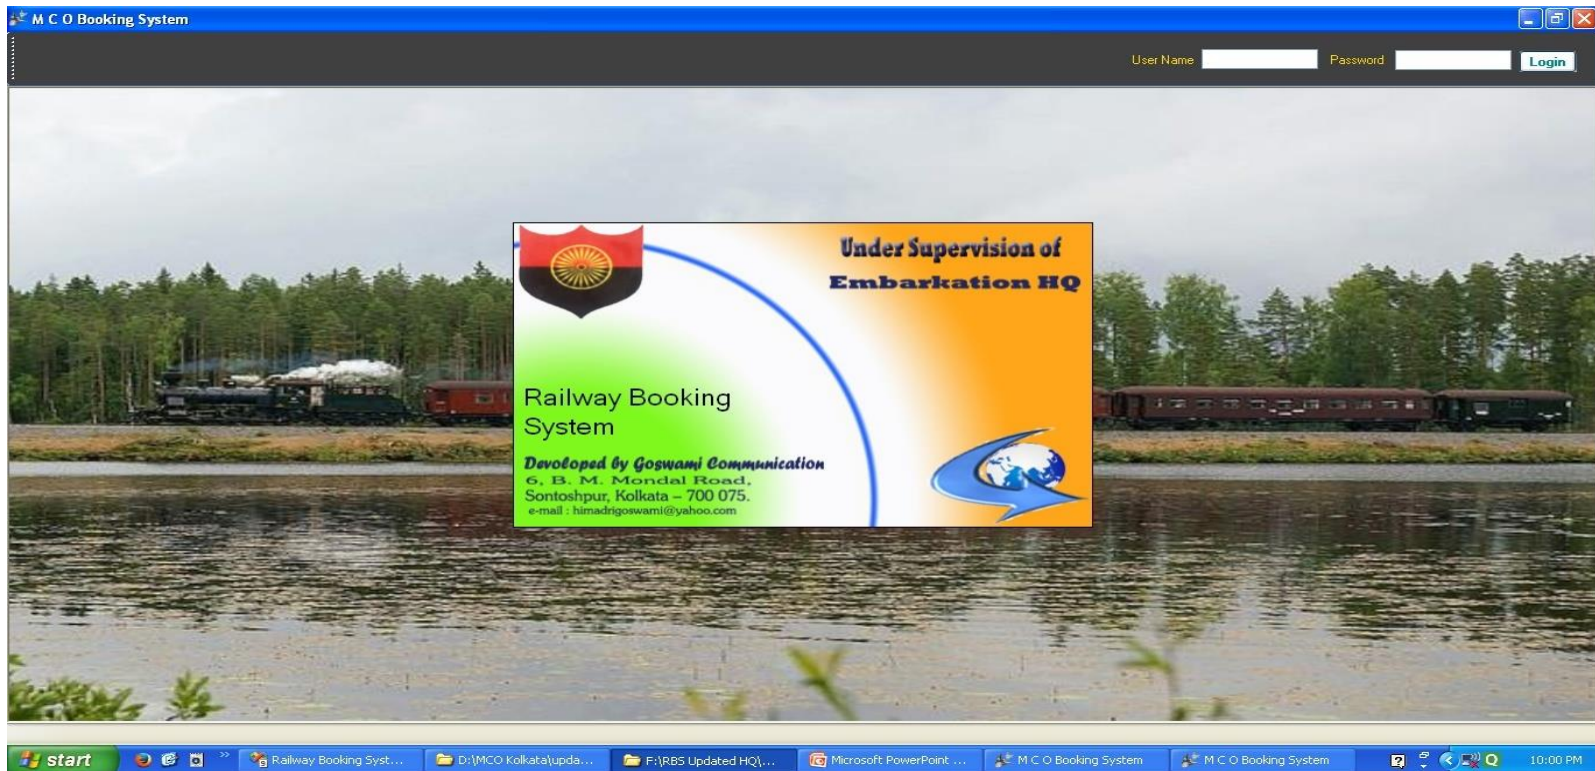 M C O Booking System
User Name
Password
Login
Under Supervision of
Embarkation HQ
Railway Booking
System
Devoloped by Goswami Communication
6, B. M. Mondal Road,
Sontoshpur, Kolkata – 700 075.
e-mail : himadrigoswami@yahoo.com
start
Railway Booking Syst...
D:\MCO Kolkata\upda...
F:\RBS Updated HQ\...
Microsoft PowerPoint ...
M C O Booking System
M C O Booking System
10:00 PM